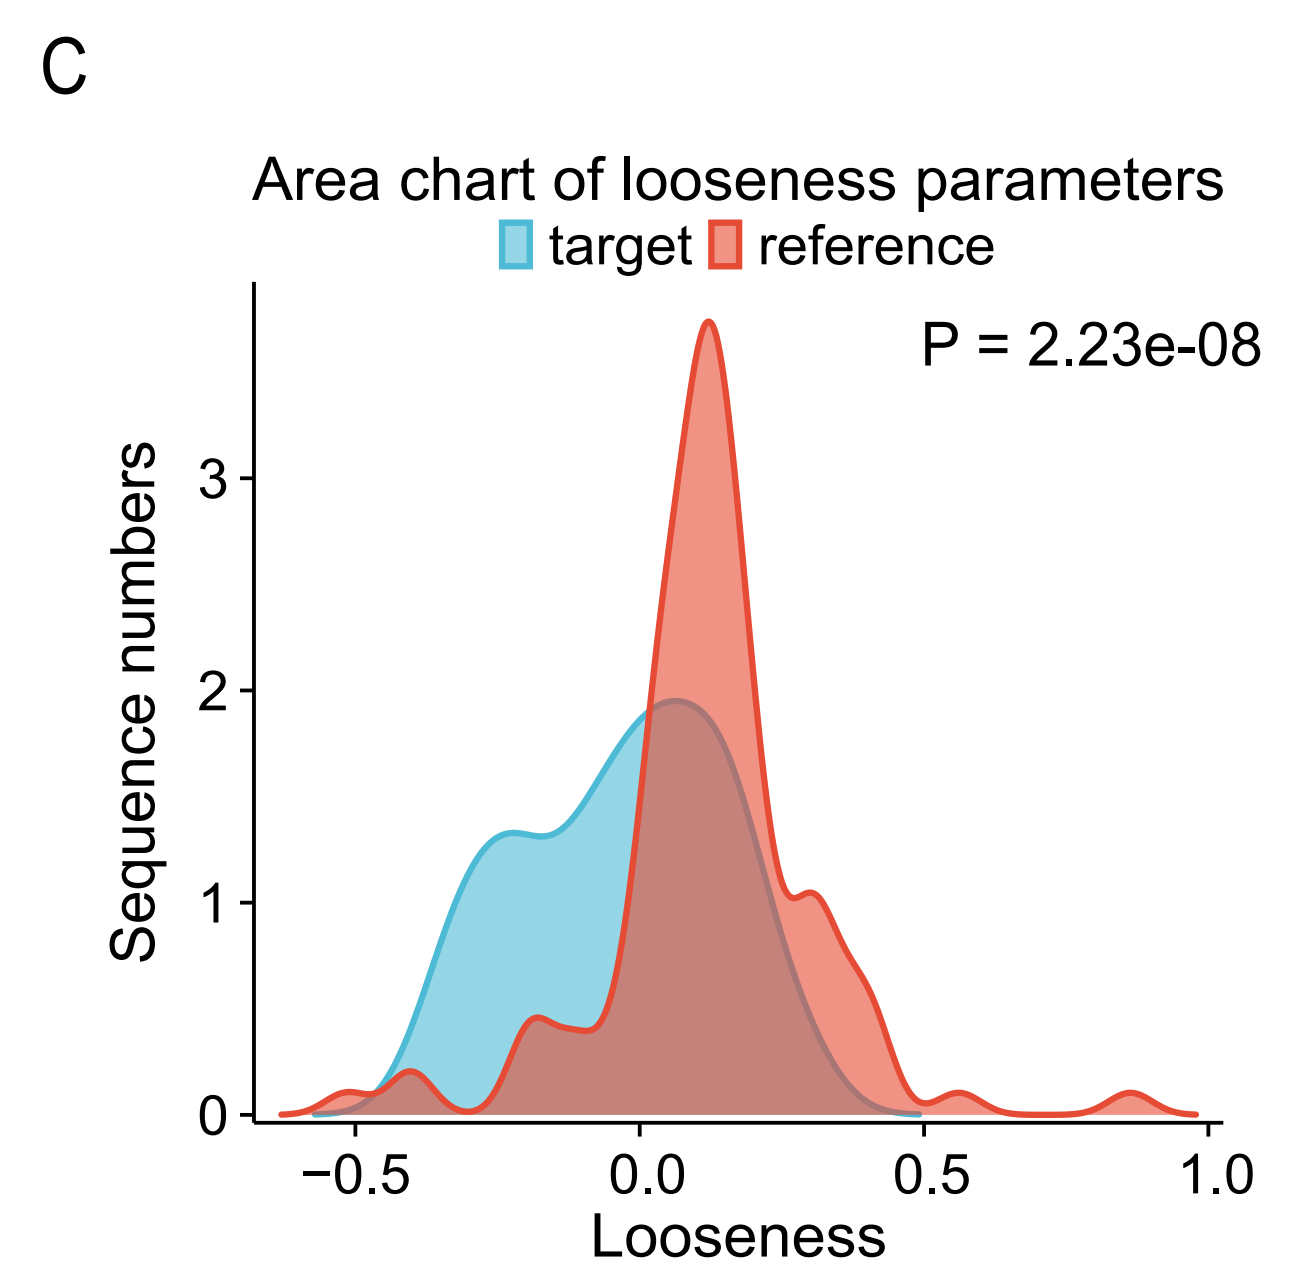 C
Area chart of looseness parameters
target reference
P = 2.23e-08
Sequence numbers
3
2
1
0
−0.5 0.0 0.5 1.0
Looseness